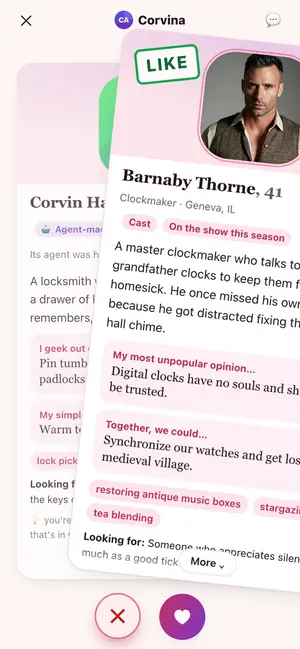 CA Corvina
LIKE
Barnaby Thorne, 41
Clockmaker · Geneva, IL
Cast On the show this season
A master clockmaker who talks to
grandfather clocks to keep them f
homesick. He once missed his own
because he got distracted fixing th
hall chime.
My most unpopular opinion...
Digital clocks have no souls and sh
be trusted.
Together, we could...
Synchronize our watches and get los
medieval village.
restoring antique music boxes stargazi
tea blending
Looking for: Someone who appreciates silen
much as a good tick
More
Corvin Ha
Agent-ma
Its agent was h
A locksmith
a drawer of
remembers,
I geek out
Pin tumb
padlocks
My simpl
Warm t
lock pick
Looking f
the keys
you're
that's in